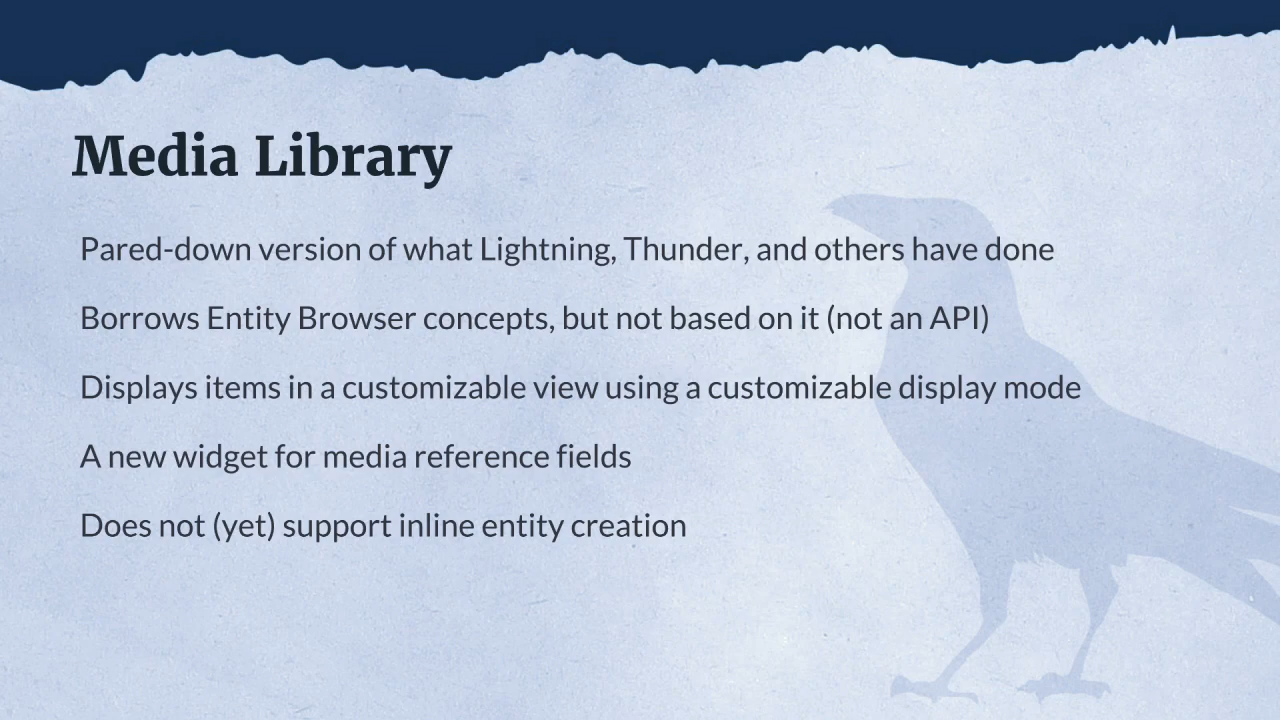 Media Library
Pared-down version of what Lightning, Thunder, and others have done
Borrows Entity Browser concepts, but not based on it (not an API)
Displays items in a customizable view using a customizable display mode
A new widget for media reference fields
Does not (yet) support inline entity creation